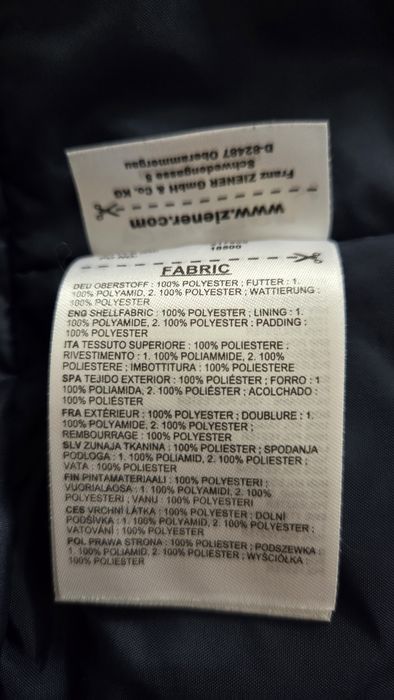 D-82487 Oberammergau
Schwedengasse 5
Franz ZIENER GmbH & Co. KG
www.ziener.com
FABRIC
DEU OBERSTOFF : 100% POLYESTER ; FUTTER : 1.
100% POLYAMID, 2. 100% POLYESTER ; WATTIERUNG :
100% POLYESTER
ENG SHELLFABRIC : 100% POLYESTER ; LINING : 1.
100% POLYAMIDE, 2. 100% POLYESTER ; PADDING :
100% POLYESTER
ITA TESSUTO SUPERIORE : 100% POLIESTERE ;
RIVESTIMENTO : 1. 100% POLIAMMIDE, 2. 100%
POLIESTERE ; IMBOTTITURA : 100% POLIESTERE
SPA TEJIDO EXTERIOR : 100% POLIÉSTER ; FORRO : 1
100% POLIAMIDA, 2. 100% POLIÉSTER ; ACOLCHADO :
100% POLIÉSTER
FRA EXTÉRIEUR : 100% POLYESTER ; DOUBLURE : 1.
100% POLYAMIDE, 2. 100% POLYESTER ;
REMBOURRAGE : 100% POLYESTER
SLV ZUNAJA TKANINA : 100% POLIESTER ; SPODANJA
PODLOGA : 1. 100% POLIAMID, 2. 100% POLIESTER ;
VATA : 100% POLIESTER
FIN PINTAMATERIAALI : 100% POLYESTERI ;
VUORIALAOSA : 1. 100% POLYAMIDI, 2. 100%
POLYESTERI ; VANU : 100% POLYESTERI
CES VRCHNÍ LÁTKA : 100% POLYESTER ; DOLNÍ
PODŠÍVKA : 1. 100% POLYAMID, 2. 100% POLYESTER ;
VATOVÁNÍ : 100% POLYESTER
POL PRAWA STRONA : 100% POLIESTER ; PODSZEWKA :
1. 100% POLIAMID, 2. 100% POLIESTER ; WYŚCIÓŁKA :
100% POLIESTER